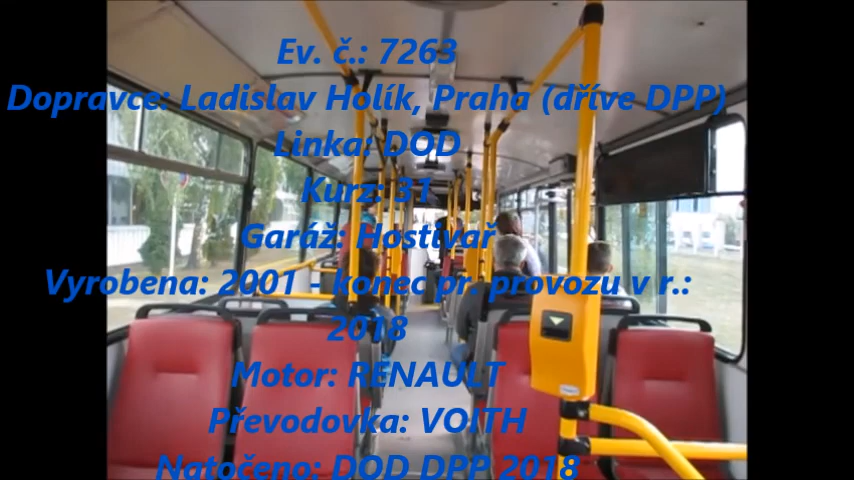 Ev. č.: 7263
Dopravce: Ladislav Holík, Praha (dříve DPP)
Linka: DOD
Kurz: 31
Garáž: Hostivař
Vyrobena: 2001 - konec pr. provozu v r.:
2018
Motor: RENAULT
Převodovka: VOITH
Natočeno: DOD DPP 2018